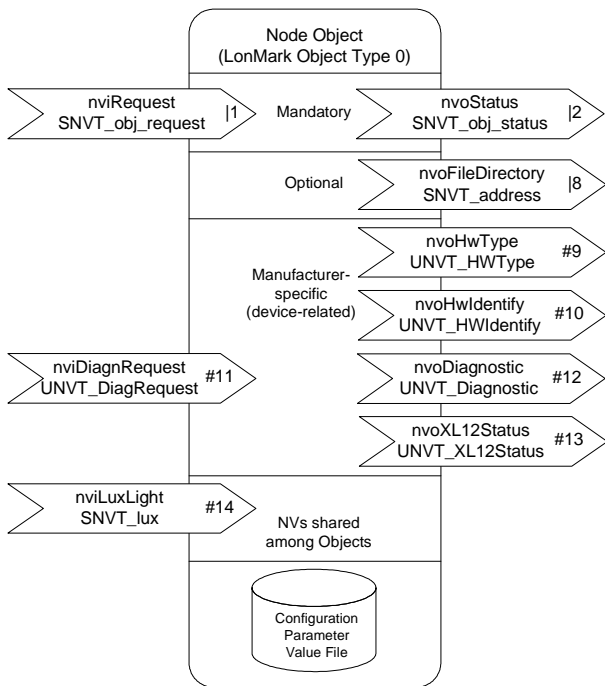 Node Object
(LonMark Object Type 0)
nviRequest
SNVT_obj_request
|1
Mandatory
nvoStatus
SNVT_obj_status
|2
Optional
nvoFileDirectory
SNVT_address
|8
nvoHwType
UNVT_HWType
#9
Manufacturer-
specific
(device-related)
nvoHwIdentify
UNVT_HWIdentify
#10
nviDiagnRequest
UNVT_DiagRequest
#11
nvoDiagnostic
UNVT_Diagnostic
#12
nvoXL12Status
UNVT_XL12Status
#13
nviLuxLight
SNVT_lux
#14
NVs shared
among Objects
Configuration
Parameter
Value File